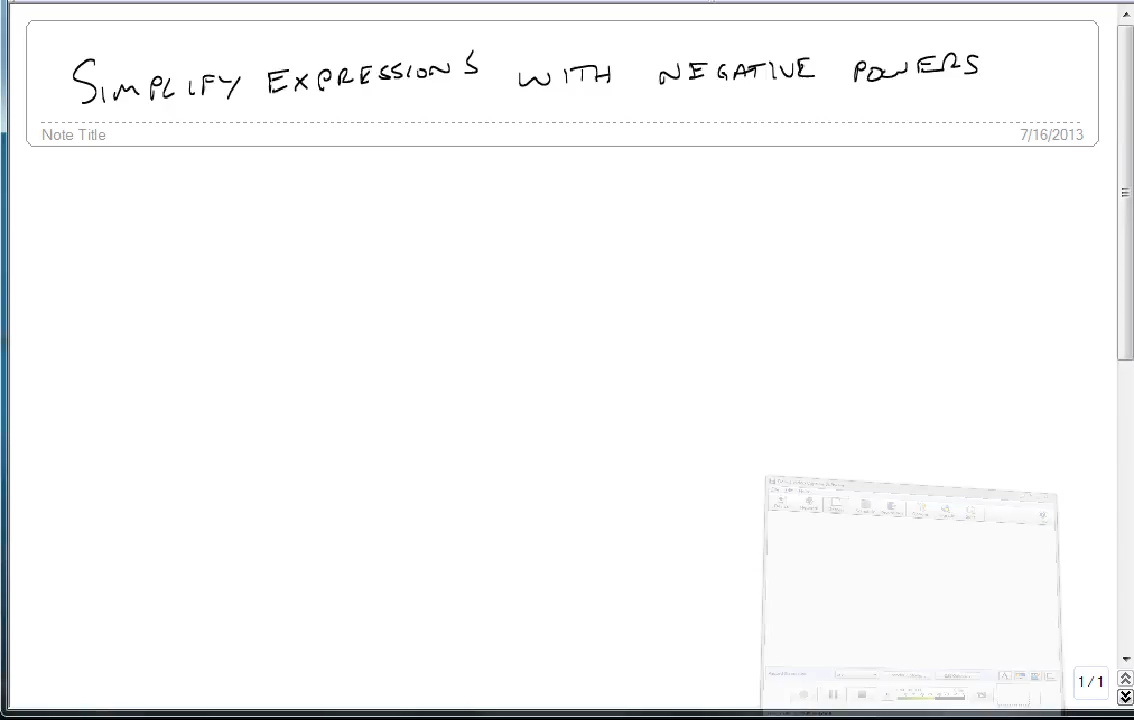 SIMPLIFY EXPRESSIONS WITH NEGATIVE POWERS
Note Title
7/16/2013
1/1